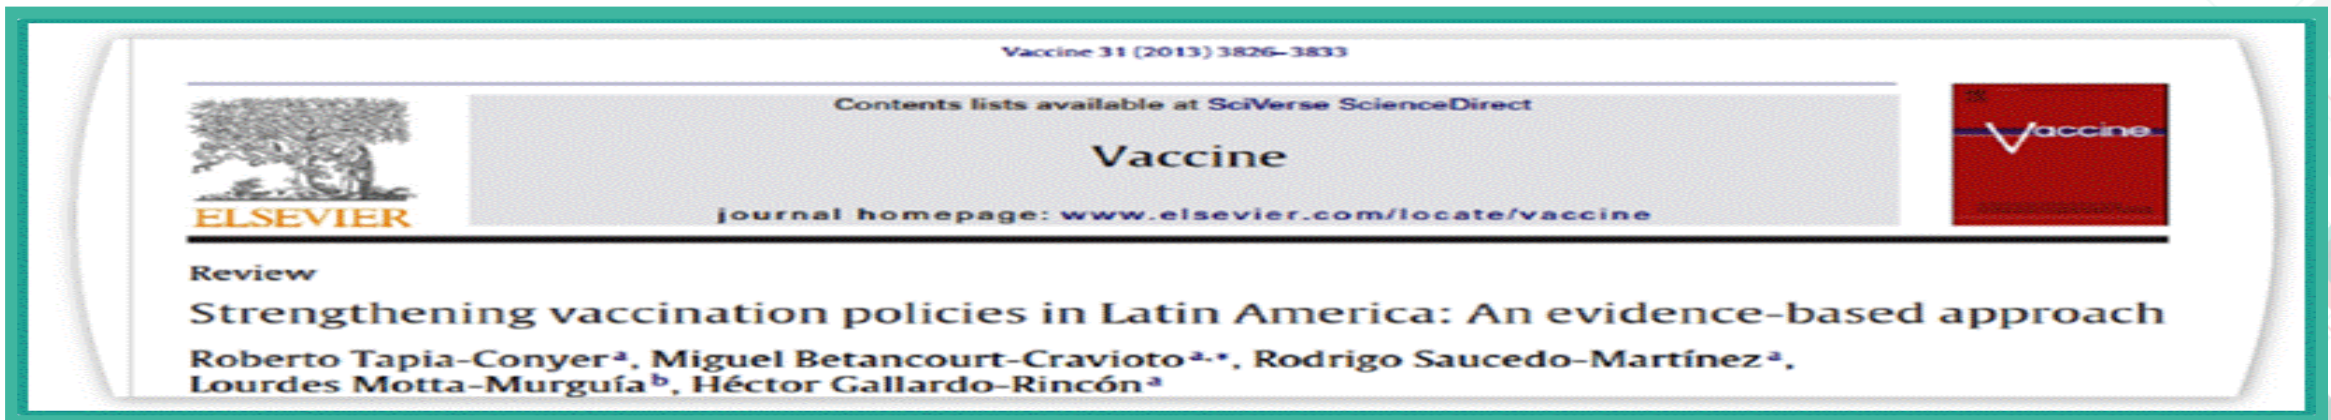 Vaccine 31 (2013) 3826–3833
Contents lists available at SciVerse ScienceDirect
Vaccine
journal homepage: www.elsevier.com/locate/vaccine
ELSEVIER
Vaccine
Review
Strengthening vaccination policies in Latin America: An evidence-based approach
Roberto Tapia-Conyer a, Miguel Betancourt-Cravioto a,*, Rodrigo Saucedo-Martínez a,
Lourdes Motta-Murguía b, Héctor Gallardo-Rincón a